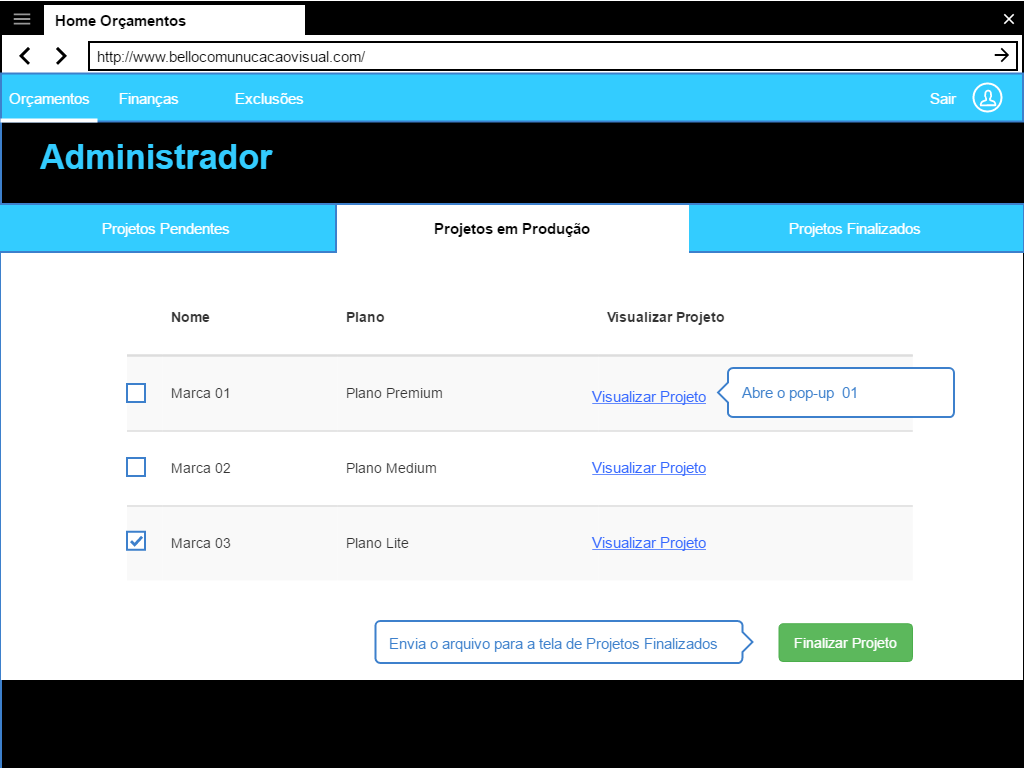 Home Orçamentos
http://www.bellocomunucacaovisual.com/
Orçamentos Finanças Exclusões Sair
Administrador
Projetos Pendentes Projetos em Produção Projetos Finalizados
Nome Plano Visualizar Projeto
Marca 01 Plano Premium Visualizar Projeto Abre o pop-up 01
Marca 02 Plano Medium Visualizar Projeto
Marca 03 Plano Lite Visualizar Projeto
Envia o arquivo para a tela de Projetos Finalizados Finalizar Projeto